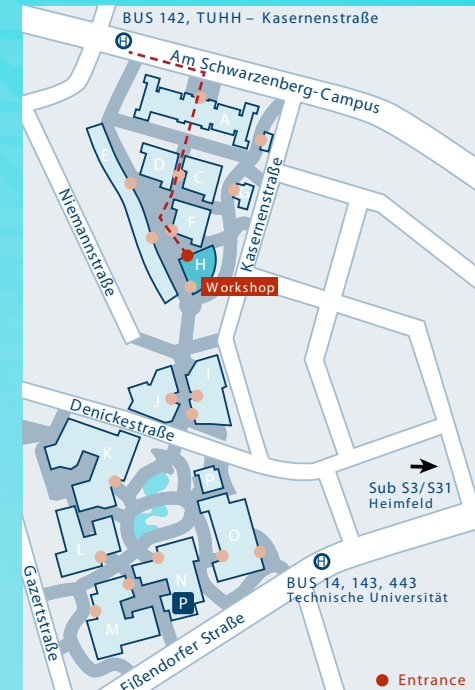 BUS 142, TUHH – Kasernenstraße
H
Am Schwarzenberg-Campus
A
E
D
C
G
Niemannstraße
Kasernenstraße
F
H
Workshop
I
J
Denickestraße
K
P
Sub S3/S31
Heimfeld
L
O
H
N
BUS 14, 143, 443
Technische Universität
P
M
Gazertstraße
Eißendorfer Straße
Entrance